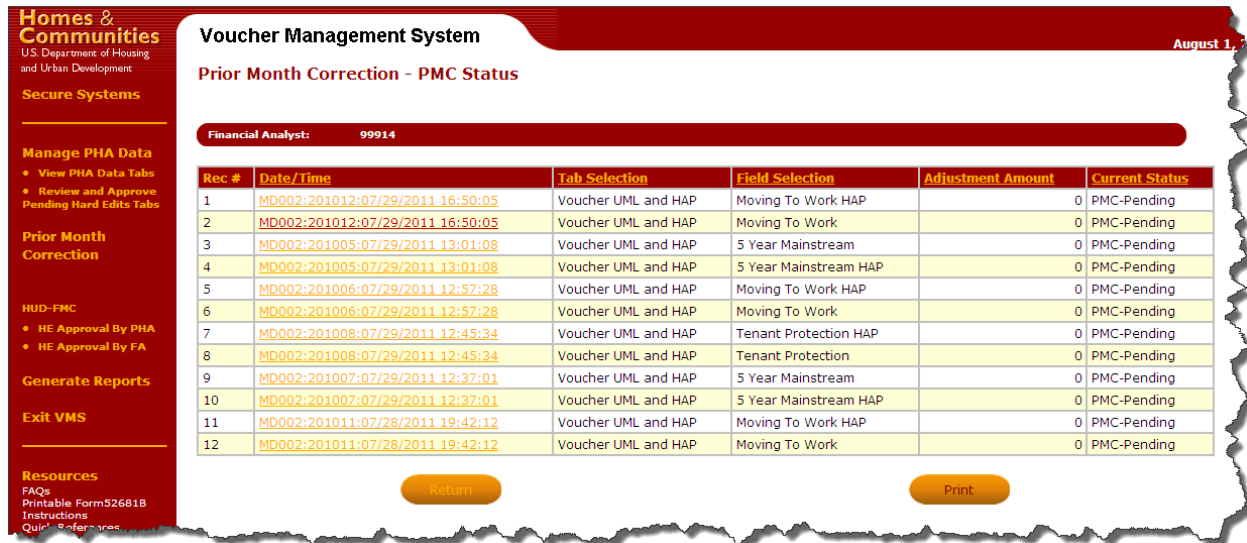 Homes &
Communities
U.S. Department of Housing
and Urban Development
Secure Systems
Manage PHA Data
• View PHA Data Tabs
• Review and Approve
Pending Hard Edits Tabs
Prior Month
Correction
HUD-FMC
• HE Approval By PHA
• HE Approval By FA
Generate Reports
Exit VMS
Resources
FAQs
Printable Form52681B
Instructions
Quick References
Voucher Management System
August 1,
Prior Month Correction - PMC Status
Financial Analyst: 99914
Rec # Date/Time Tab Selection Field Selection Adjustment Amount Current Status
1 MD002:201012:07/29/2011 16:50:05 Voucher UML and HAP Moving To Work HAP 0 PMC-Pending
2 MD002:201012:07/29/2011 16:50:05 Voucher UML and HAP Moving To Work 0 PMC-Pending
3 MD002:201005:07/29/2011 13:01:08 Voucher UML and HAP 5 Year Mainstream 0 PMC-Pending
4 MD002:201005:07/29/2011 13:01:08 Voucher UML and HAP 5 Year Mainstream HAP 0 PMC-Pending
5 MD002:201006:07/29/2011 12:57:28 Voucher UML and HAP Moving To Work HAP 0 PMC-Pending
6 MD002:201006:07/29/2011 12:57:28 Voucher UML and HAP Moving To Work 0 PMC-Pending
7 MD002:201008:07/29/2011 12:45:34 Voucher UML and HAP Tenant Protection HAP 0 PMC-Pending
8 MD002:201008:07/29/2011 12:45:34 Voucher UML and HAP Tenant Protection 0 PMC-Pending
9 MD002:201007:07/29/2011 12:37:01 Voucher UML and HAP 5 Year Mainstream 0 PMC-Pending
10 MD002:201007:07/29/2011 12:37:01 Voucher UML and HAP 5 Year Mainstream HAP 0 PMC-Pending
11 MD002:201011:07/28/2011 19:42:12 Voucher UML and HAP Moving To Work HAP 0 PMC-Pending
12 MD002:201011:07/28/2011 19:42:12 Voucher UML and HAP Moving To Work 0 PMC-Pending
Return Print